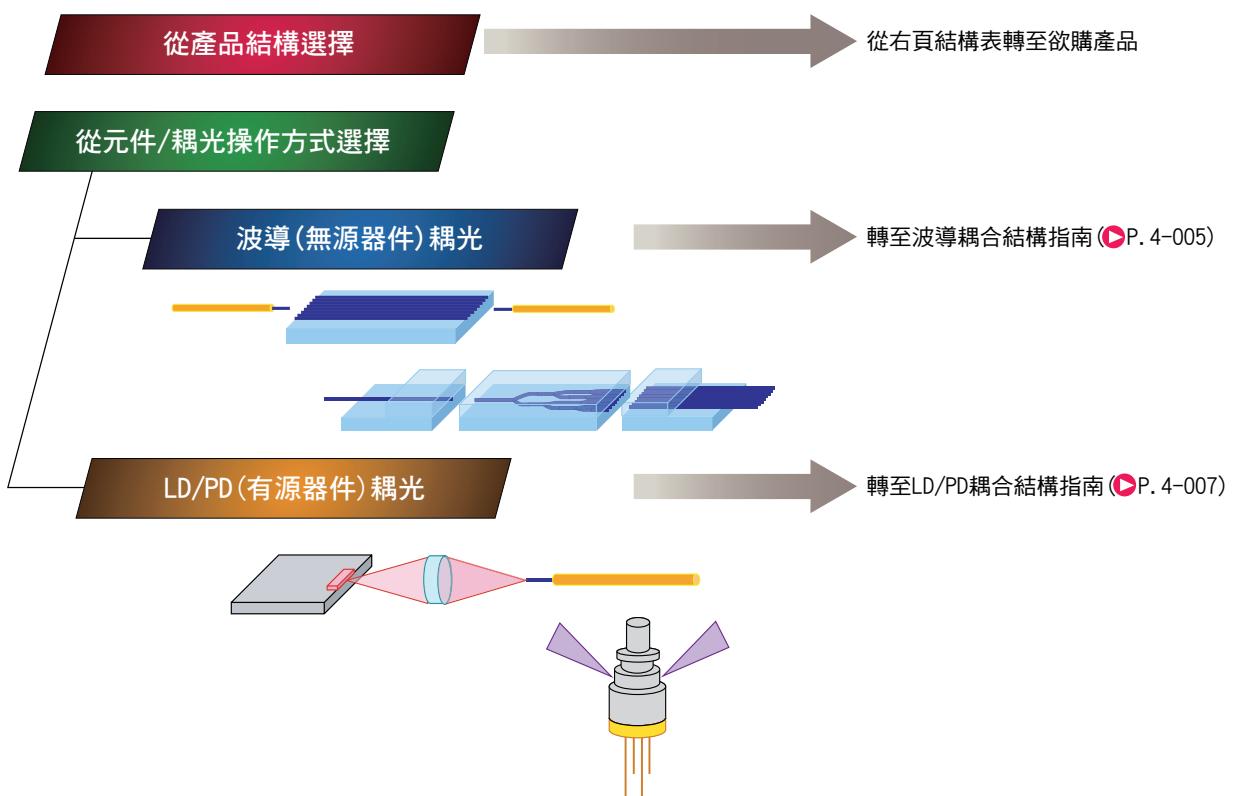 從產品結構選擇
從右頁結構表轉至欲購產品
從元件/耦光操作方式選擇
波導(無源器件)耦光
轉至波導耦合結構指南(P. 4-005)
LD/PD(有源器件)耦光
轉至LD/PD耦合結構指南(P. 4-007)